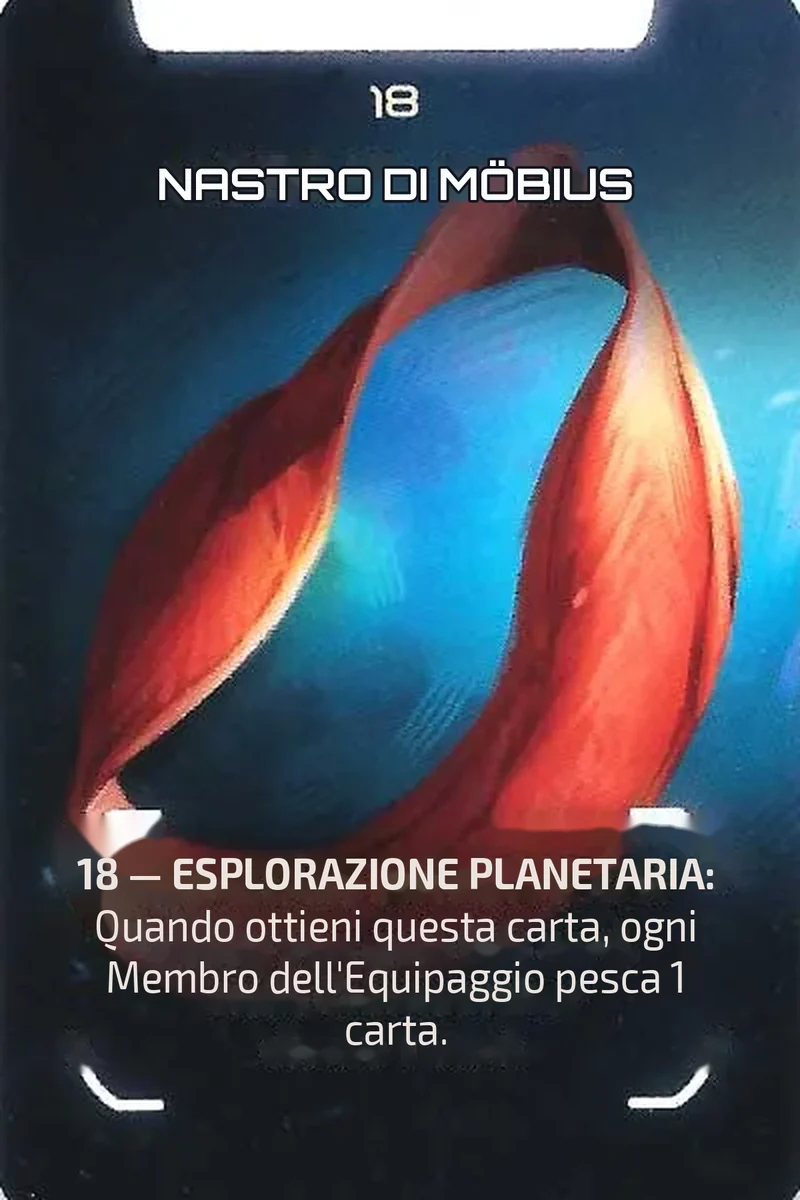 18
NASTRO DI MÖBIUS
18 — ESPLORAZIONE PLANETARIA:
Quando ottieni questa carta, ogni
Membro dell'Equipaggio pesca 1
carta.